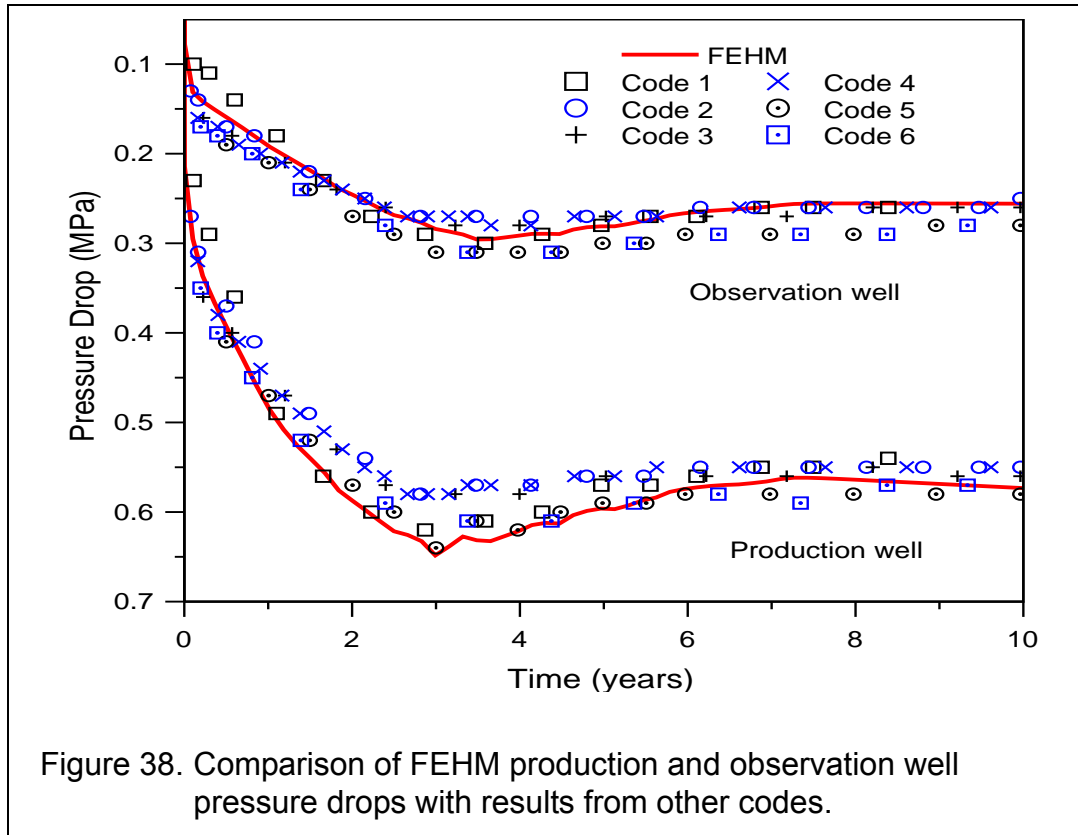 FEHM
Code 1
Code 4
Code 2
Code 5
Code 3
Code 6
0.1
0.2
0.3
0.4
0.5
0.6
0.7
Pressure Drop (MPa)
Observation well
Production well
0 2 4 6 8 10
Time (years)
Figure 38. Comparison of FEHM production and observation well
pressure drops with results from other codes.